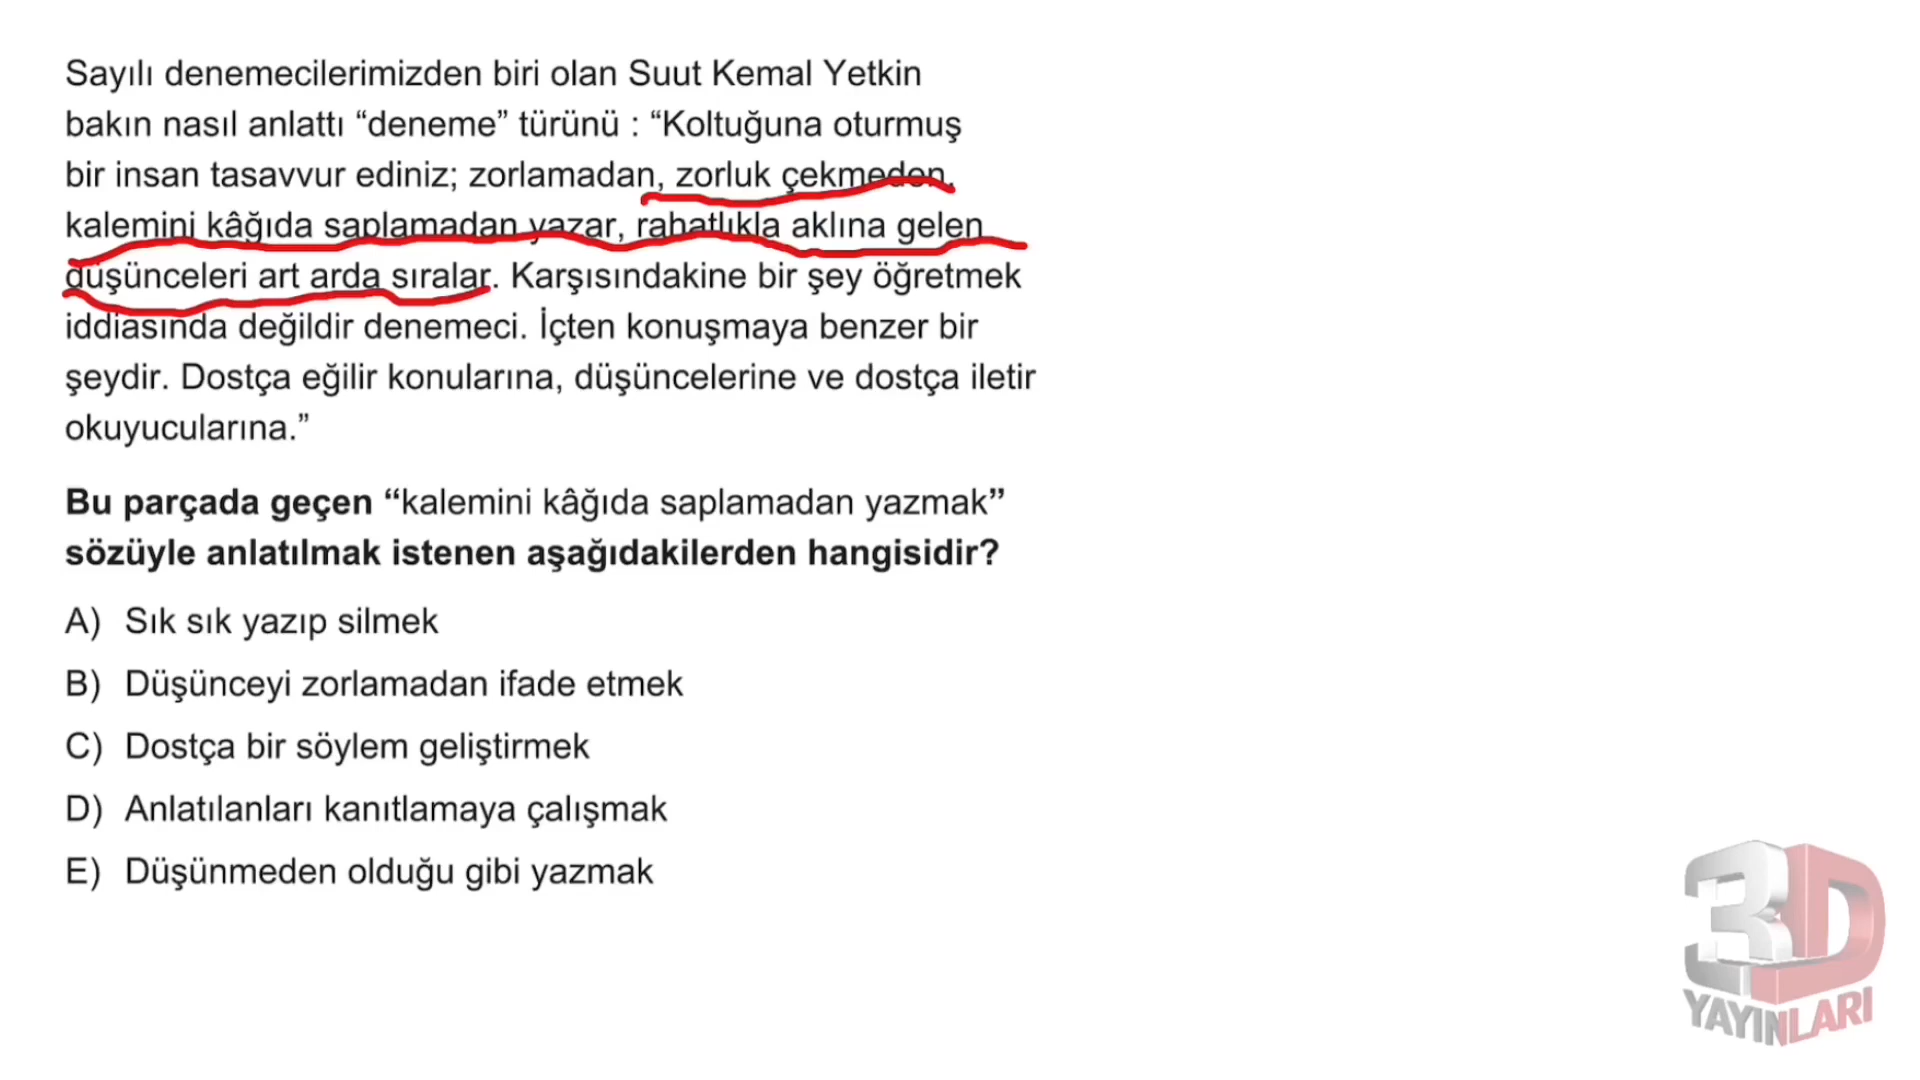 Sayılı denemecilerimizden biri olan Suut Kemal Yetkin
bakın nasıl anlattı “deneme” türünü : “Koltuğuna oturmuş
bir insan tasavvur ediniz; zorlamadan, zorluk çekmeden,
kalemini kâğıda saplamadan yazar, rahatlıkla aklına gelen
düşünceleri art arda sıralar. Karşısındakine bir şey öğretmek
iddiasında değildir denemeci. İçten konuşmaya benzer bir
şeydir. Dostça eğilir konularına, düşüncelerine ve dostça iletir
okuyucularına.”
Bu parçada geçen “kalemini kâğıda saplamadan yazmak”
sözüyle anlatılmak istenen aşağıdakilerden hangisidir?
A) Sık sık yazıp silmek
B) Düşünceyi zorlamadan ifade etmek
C) Dostça bir söylem geliştirmek
D) Anlatılanları kanıtlamaya çalışmak
E) Düşünmeden olduğu gibi yazmak
3D
YAYINLARI